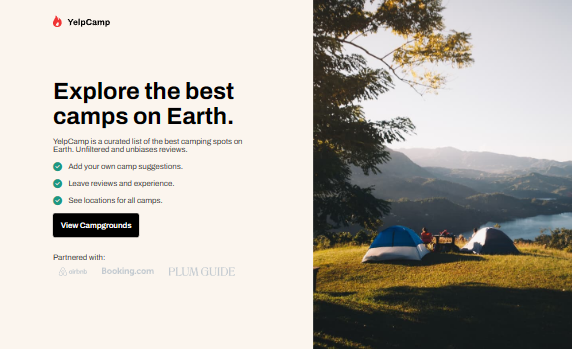 YelpCamp
Explore the best
camps on Earth.
YelpCamp is a curated list of the best camping spots on
Earth. Unfiltered and unbiases reviews.
Add your own camp suggestions.
Leave reviews and experience.
See locations for all camps.
View Campgrounds
Partnered with:
airbnb Booking.com PLUM GUIDE